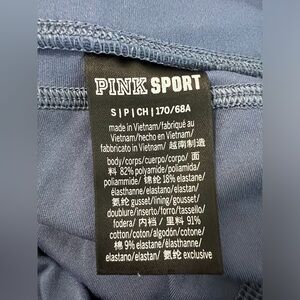 PINK SPORT
S | P | CH | 170/68A
made in Vietnam/fabriqué au
Vietnam/hecho en Vietnam/
fabbricato in Vietnam/ 越南制造
body/corps/cuerpo/corpo/ 面
料 82% polyamide/poliamida/
poliammide/ 锦纶 18% elastane/
élasthanne/elastano/elastan/
氨纶 gusset/lining/gousset/
doublure/inserto/forro/tassello/
fodera/ 内裆 / 里料 91%
cotton/coton/algodón/cotone/
棉 9% elastane/élasthanne/
elastano/elastan/ 氨纶 exclusive